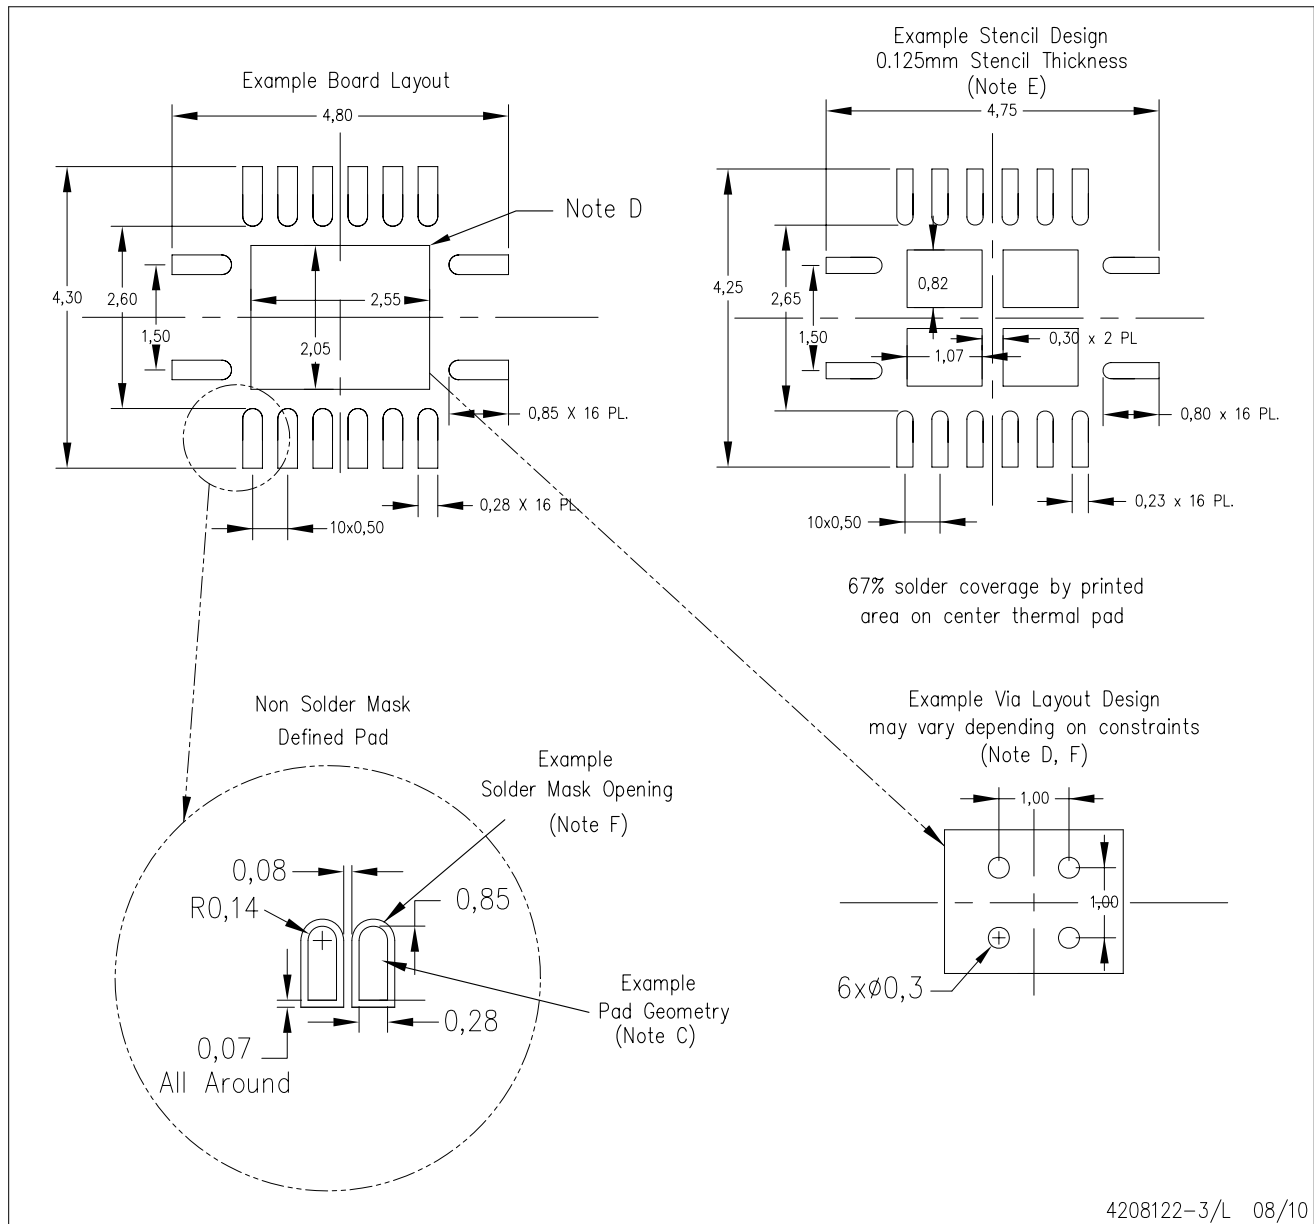 Example Board Layout
4,80
4,30
2,60
1,50
2,55
2,05
Note D
0,85 X 16 PL.
0,28 X 16 PL
10x0,50
Example Stencil Design
0.125mm Stencil Thickness
(Note E)
4,75
4,25
2,65
1,50
0,82
0,30 x 2 PL
1,07
0,80 x 16 PL.
0,23 x 16 PL.
10x0,50
67% solder coverage by printed
area on center thermal pad
Non Solder Mask
Defined Pad
Example
Solder Mask Opening
(Note F)
0,08
R0,14
0,85
Example
Pad Geometry
(Note C)
0,28
0,07
All Around
Example Via Layout Design
may vary depending on constraints
(Note D, F)
1,00
1,00
6xø0,3
4208122-3/L 08/10